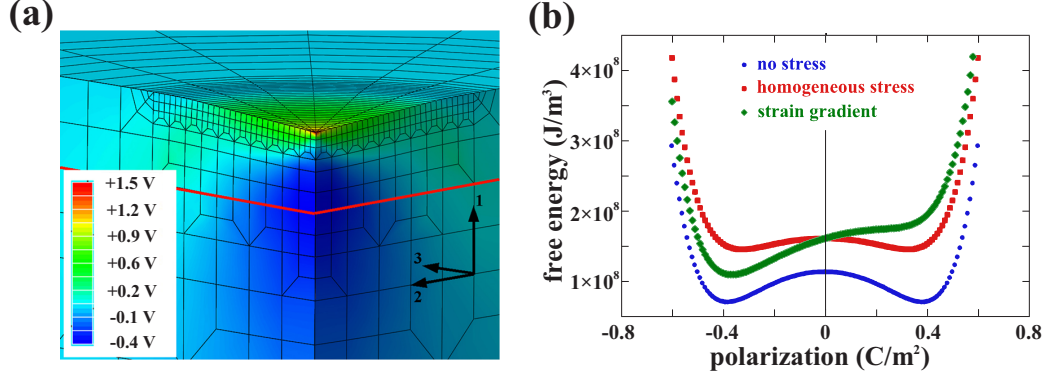 (a)
+1.5 V
+1.2 V
+0.9 V
+0.6 V
+0.2 V
-0.1 V
-0.4 V
1
3
2
(b)
free energy (J/m³)
4×10⁸
3×10⁸
2×10⁸
1×10⁸
no stress
homogeneous stress
strain gradient
-0.8 -0.4 0 0.4 0.8
polarization (C/m²)